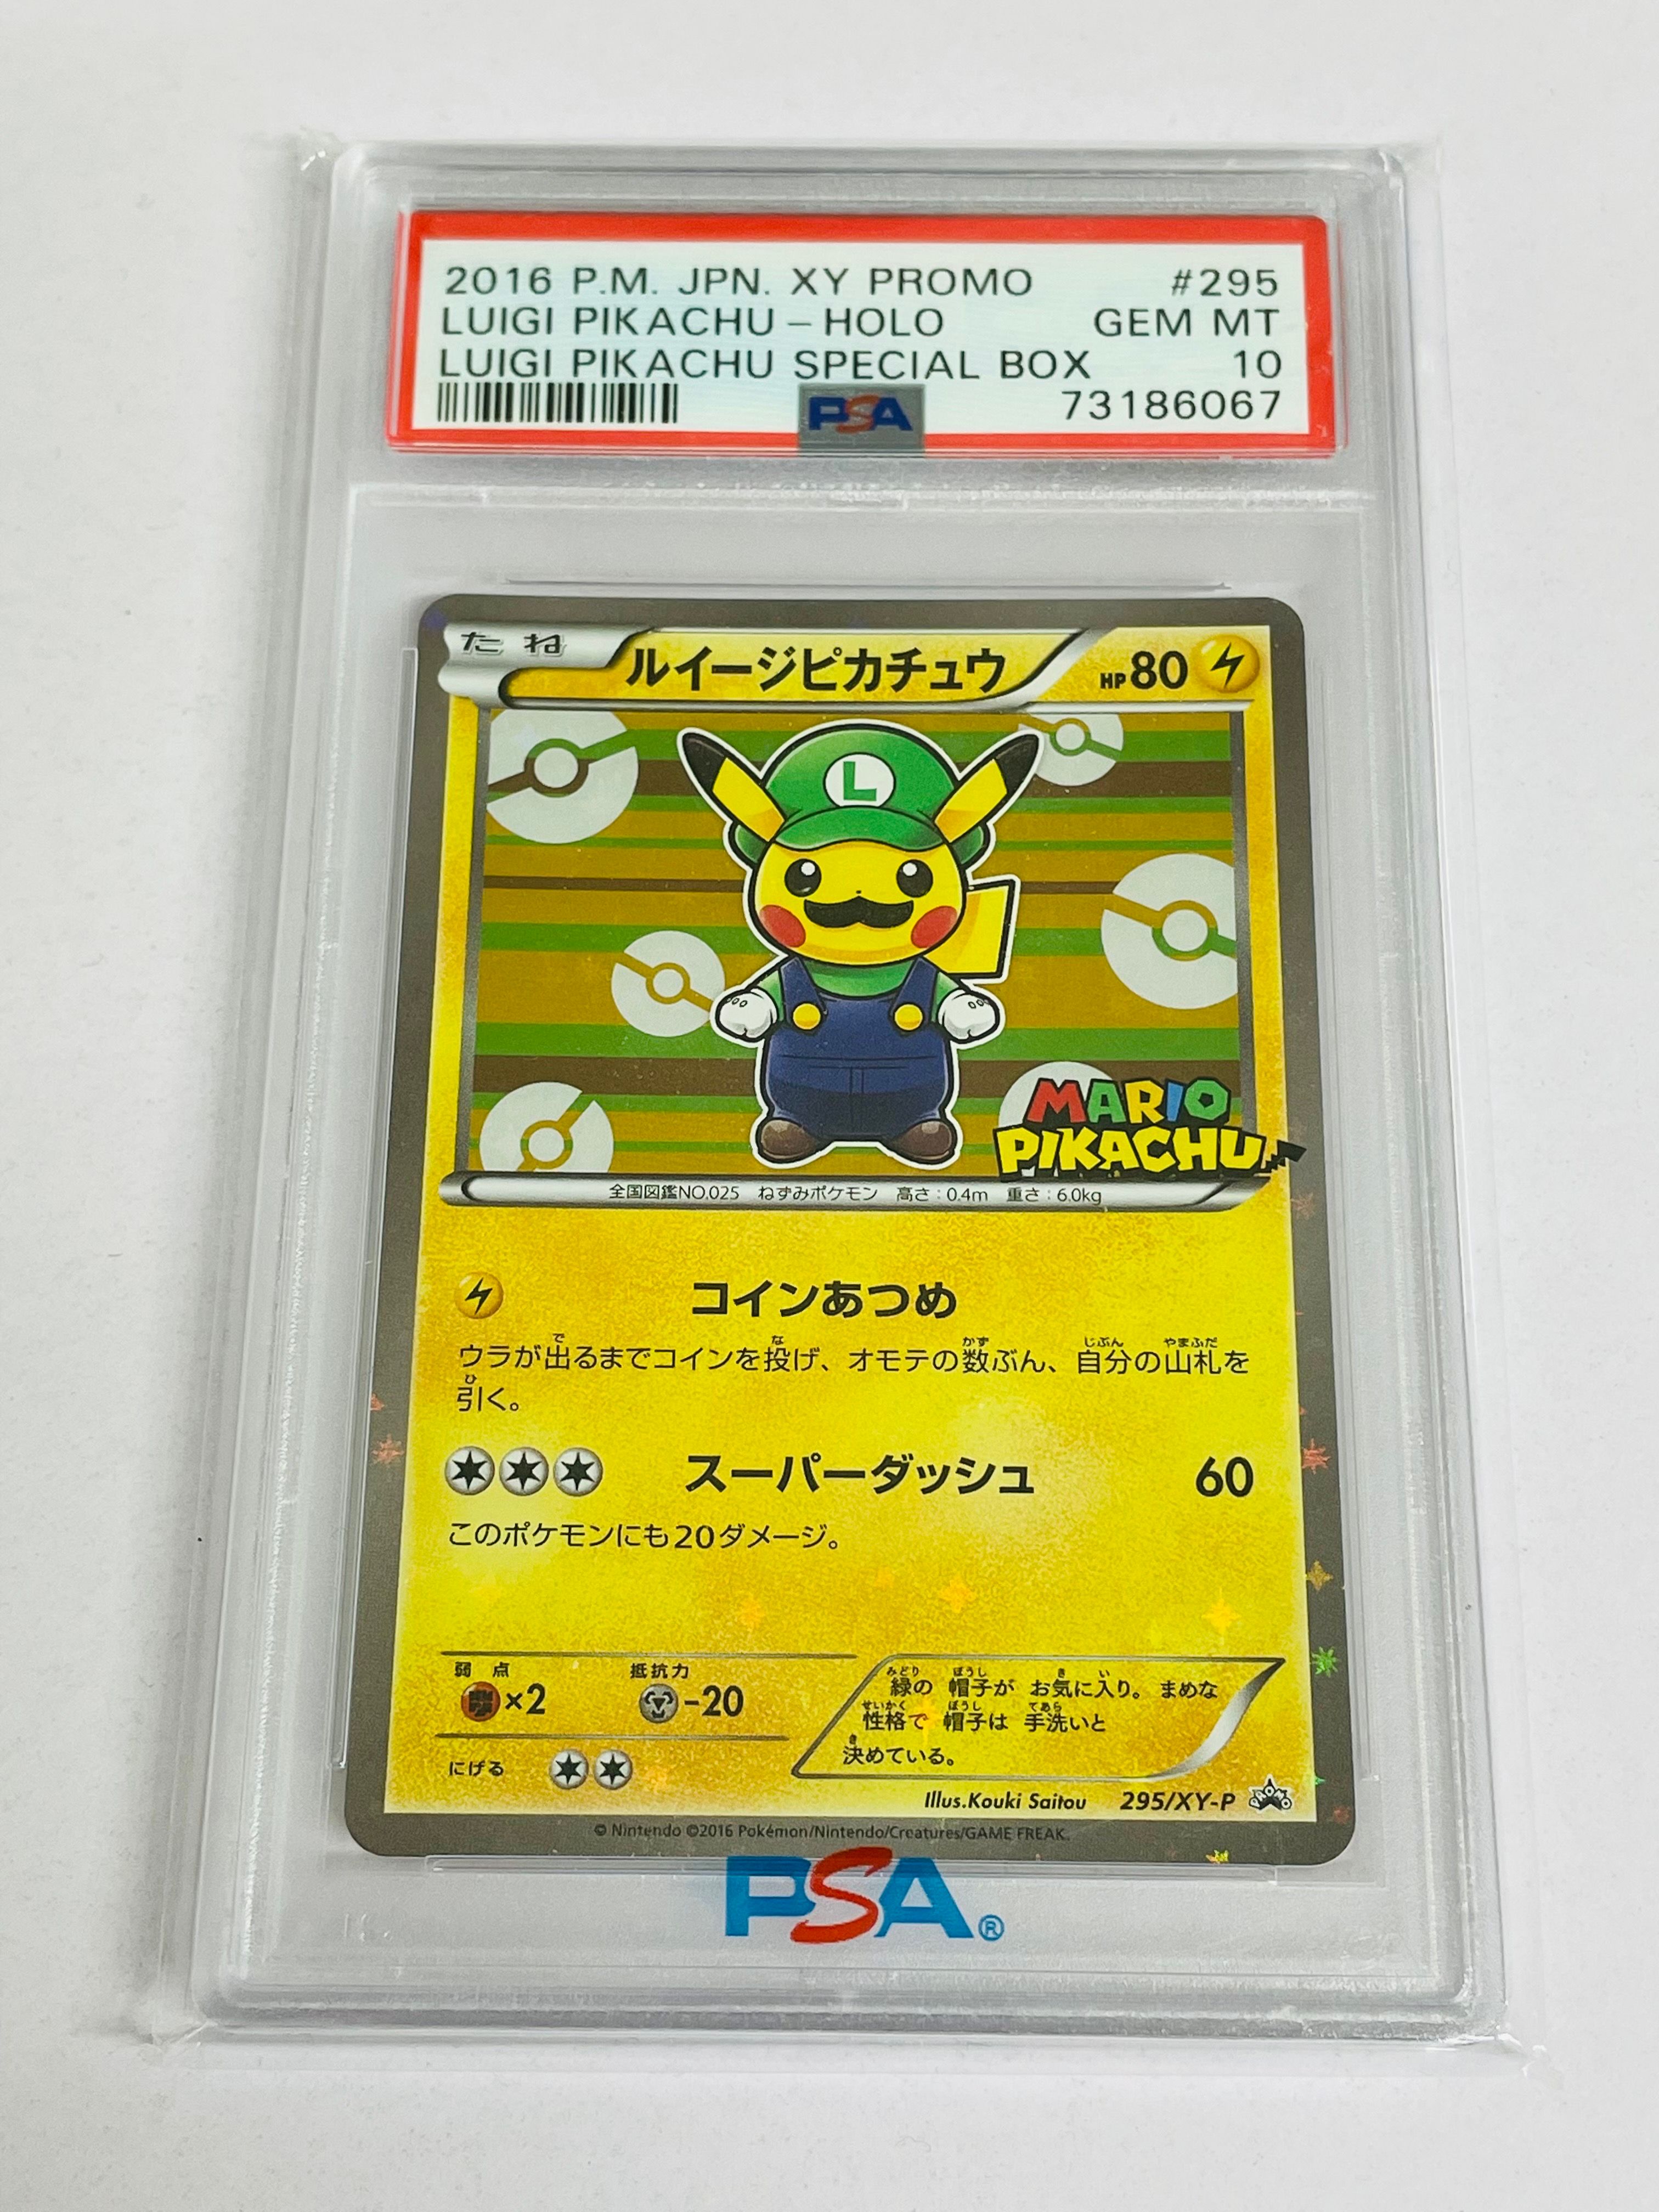 2016 P.M. JPN. XY PROMO #295
LUIGI PIKACHU-HOLO GEM MT
LUIGI PIKACHU SPECIAL BOX 10
PSA 73186067
たね ルイージピカチュウ HP80
L
MARIO
PIKACHU
全国図鑑NO.025 ねずみポケモン 高さ:0.4m 重さ:6.0kg
コインあつめ
ウラが出るまでコインを投げ、オモテの数ぶん、自分の山札を
引く。
スーパーダッシュ 60
このポケモンにも20ダメージ。
弱点 抵抗力
×2 -20
にげる
緑の 帽子が お気に入り。 まめな
性格で 帽子は 手洗いと
決めている。
Illus.Kouki Saitou 295/XY-P PROMO
© Nintendo ©2016 Pokémon/Nintendo/Creatures/GAME FREAK.
PSA®